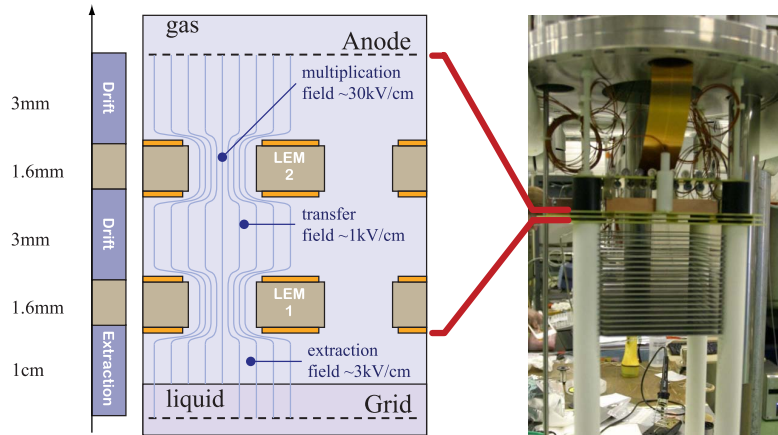 gas
Anode
multiplication
field ~30kV/cm
3mm
Drift
1.6mm
LEM
2
3mm
Drift
transfer
field ~1kV/cm
1.6mm
LEM
1
1cm
Extraction
extraction
field ~3kV/cm
liquid
Grid